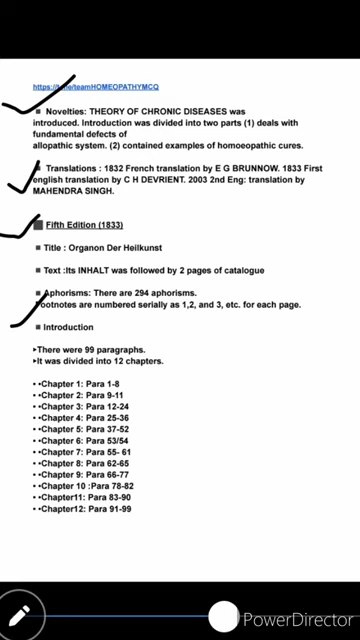 https://t.me/teamHOMEOPATHYMCQ
◾ Novelties: THEORY OF CHRONIC DISEASES was
introduced. Introduction was divided into two parts (1) deals with
fundamental defects of
allopathic system. (2) contained examples of homoeopathic cures.
◾ Translations : 1832 French translation by E G BRUNNOW. 1833 First
english translation by C H DEVRIENT. 2003 2nd Eng: translation by
MAHENDRA SINGH.
⬛ Fifth Edition (1833)
◾ Title : Organon Der Heilkunst
◾ Text :Its INHALT was followed by 2 pages of catalogue
◾ Aphorisms: There are 294 aphorisms.
Footnotes are numbered serially as 1,2, and 3, etc. for each page.
◾ Introduction
▸There were 99 paragraphs.
▸It was divided into 12 chapters.
• •Chapter 1: Para 1-8
• •Chapter 2: Para 9-11
• •Chapter 3: Para 12-24
• •Chapter 4: Para 25-36
• •Chapter 5: Para 37-52
• •Chapter 6: Para 53/54
• •Chapter 7: Para 55- 61
• •Chapter 8: Para 62-65
• •Chapter 9: Para 66-77
• •Chapter 10 :Para 78-82
• •Chapter11: Para 83-90
• •Chapter12: Para 91-99
PowerDirector